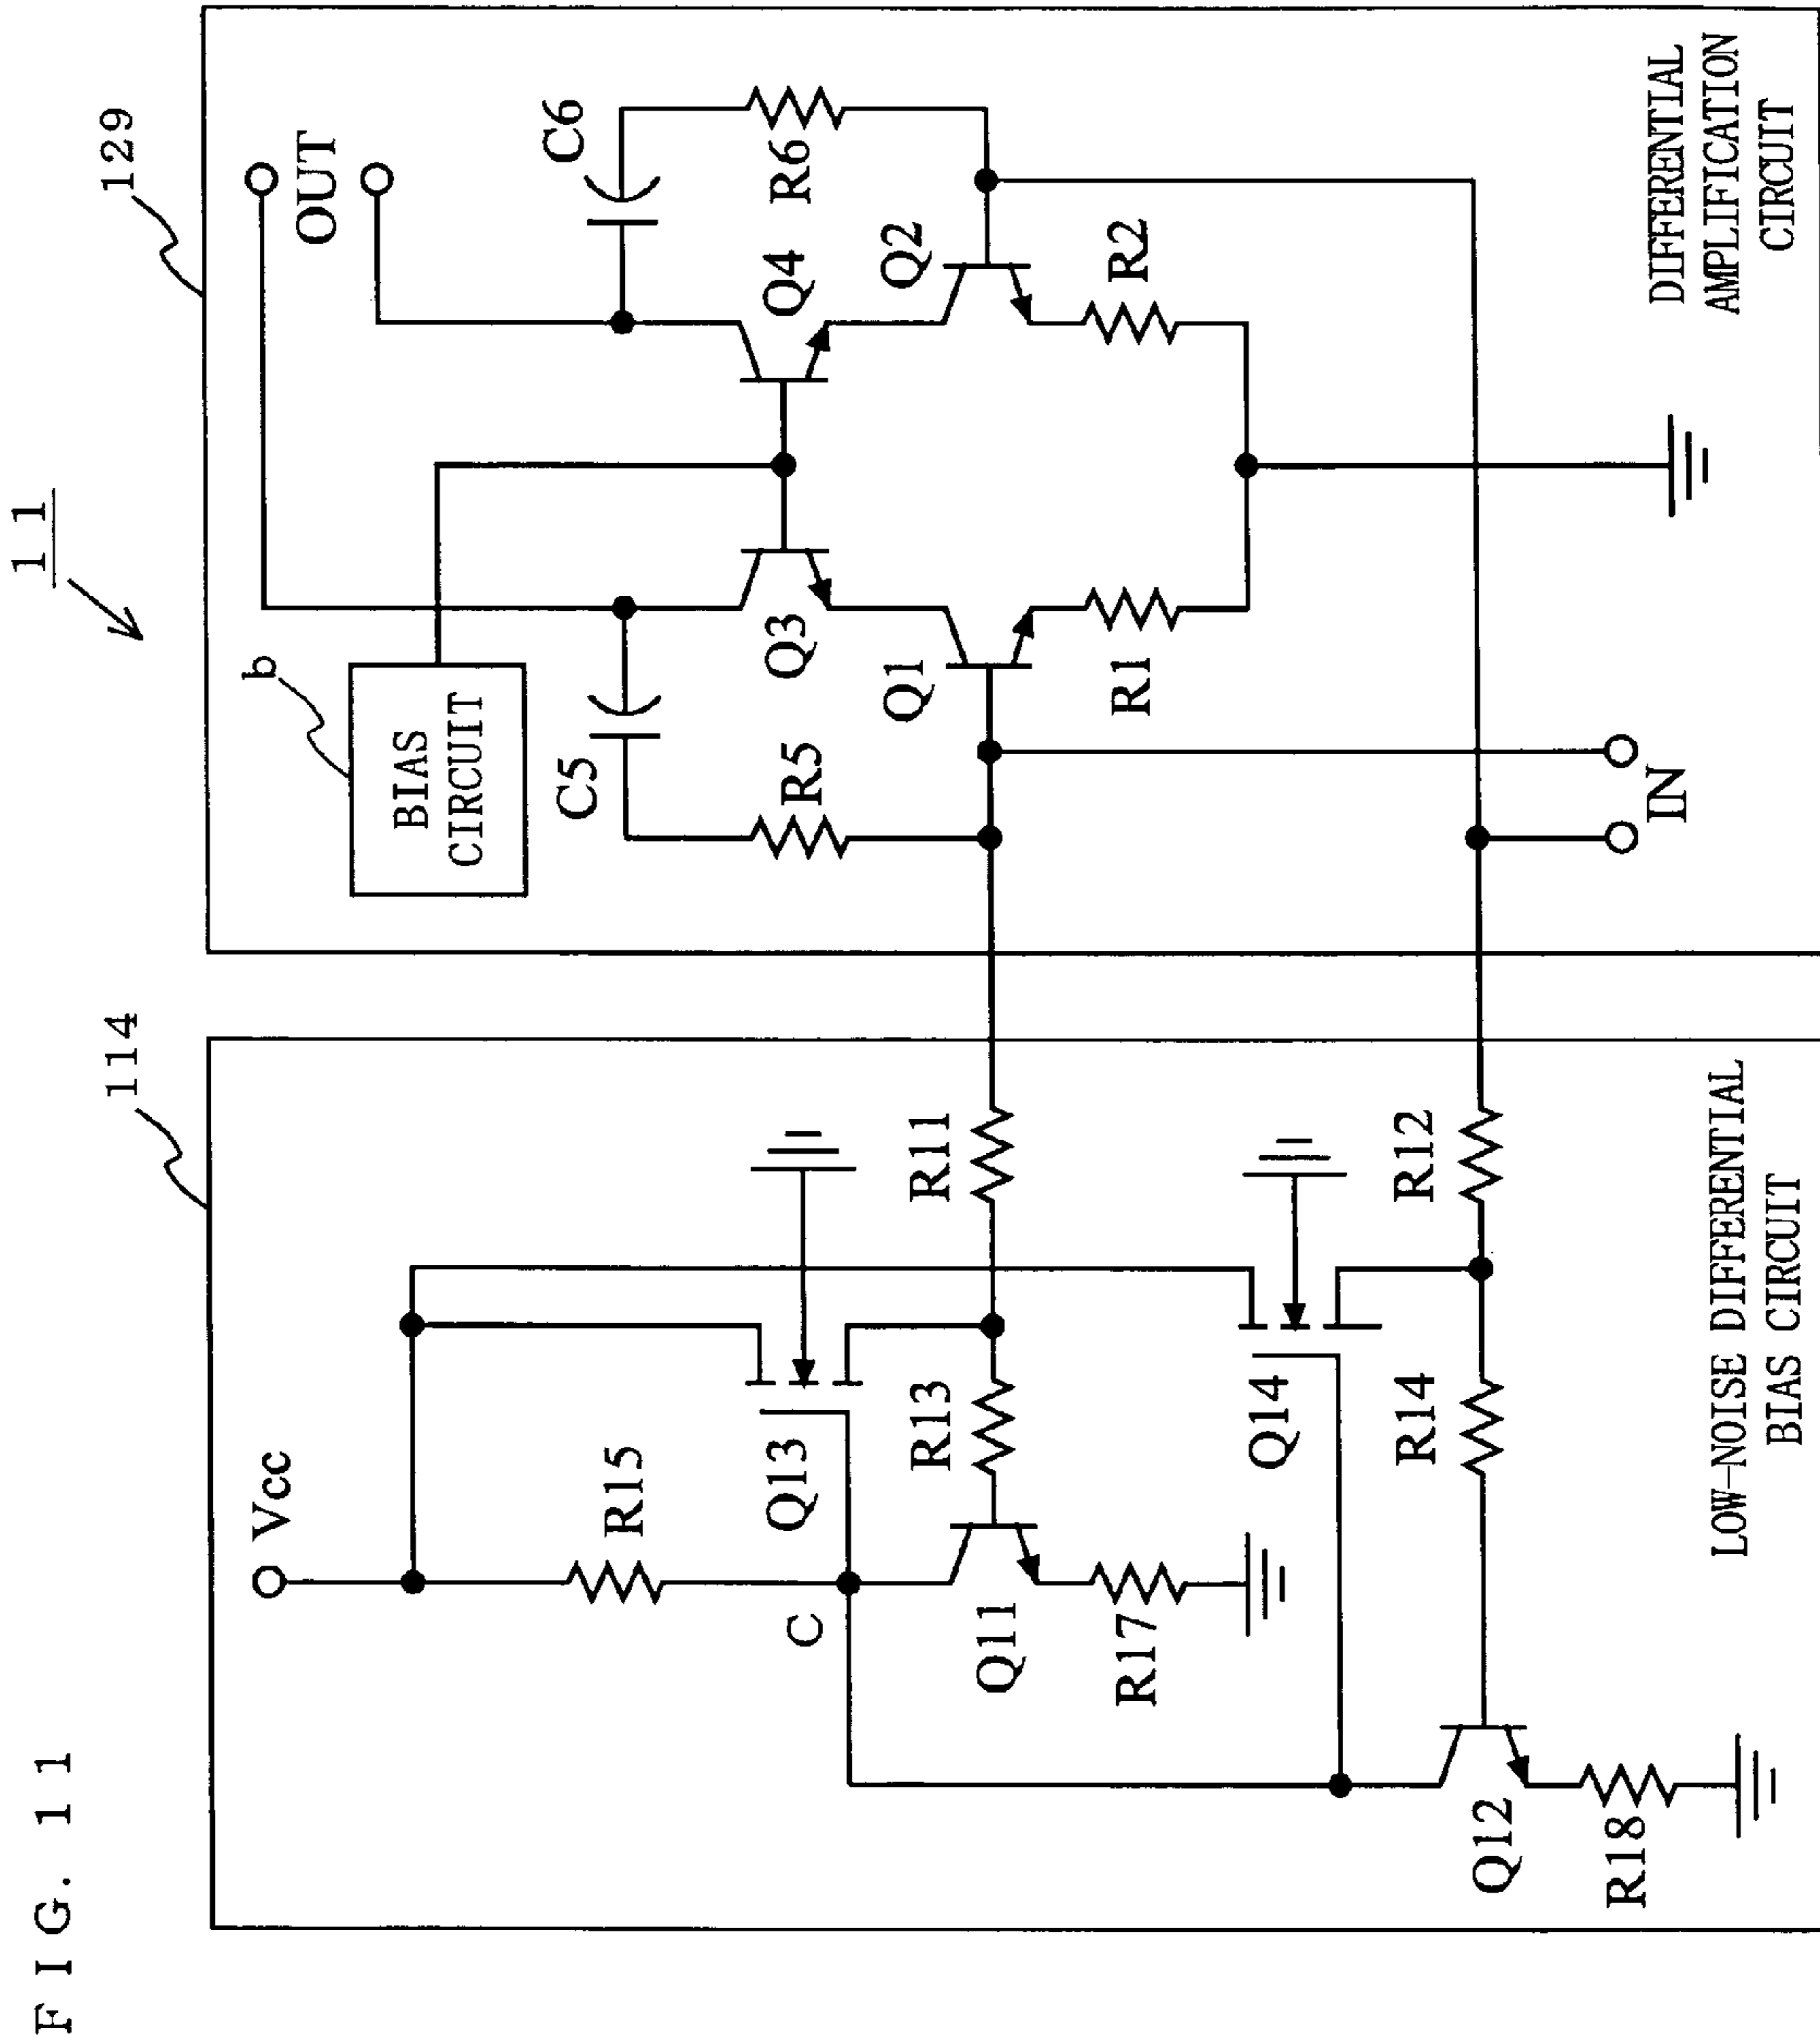 FIG. 11
11
114
129
Vcc
R15
C
Q13
R13
R11
Q11
R17
Q14
R14
R12
Q12
R18
LOW-NOISE DIFFERENTIAL
BIAS CIRCUIT
b
BIAS
CIRCUIT
OUT
C5
R5
C6
R6
Q3
Q4
Q1
Q2
R1
R2
IN
DIFFERENTIAL
AMPLIFICATION
CIRCUIT